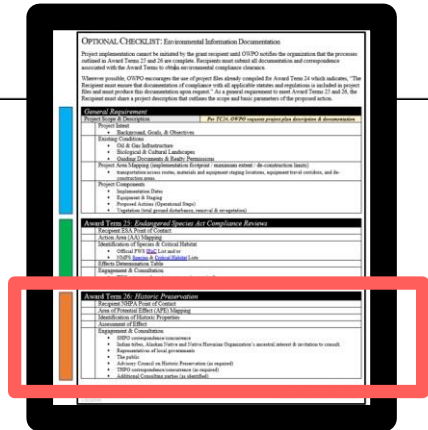 OPTIONAL CHECKLIST: Environmental Information Documentation
Project implementation cannot be initiated by the grant recipient until OWPO notifies the organization that the processes
outlined in Award Terms 25 and 26 are complete. Recipients must submit all documentation and correspondence
associated with the Award Terms to obtain environmental compliance clearance.
Wherever possible, OWPO encourages the use of project files already compiled for Award Term 24 which indicates, "The
Recipient must ensure that documentation of compliance with all applicable statutes and regulations is included in project
files and must produce this documentation upon request." As a general requirement to meet Award Terms 25 and 26, the
Recipient must share a project description that outlines the scope and basic parameters of the proposed action.
General Requirement
Project Scope & Description Per TC24, OWPO requires project plan description & documentation
Project Intent
• Background, Goals, & Objectives
Existing Conditions
• Oil & Gas Infrastructure
• Biological & Cultural Landscapes
• Guiding Documents & Realty Permissions
Project Area Mapping (implementation footprint / maximum extent / de-construction limits)
• transportation access routes, materials and equipment staging locations, equipment travel corridors, and de-
construction areas
Project Components
• Implementation Dates
• Equipment & Staging
• Proposed Actions (Operational Steps)
• Vegetation (total ground disturbance, removal & re-vegetation)
Award Term 25: Endangered Species Act Compliance Reviews
Recipient ESA Point of Contact
Action Area (AA) Mapping
Identification of Species & Critical Habitat
• Official FWS IPaC List and/or
• NMFS Species & Critical Habitat Lists
Effects Determination Table
Engagement & Consultation
Award Term 26: Historic Preservation
Recipient NHPA Point of Contact
Area of Potential Effect (APE) Mapping
Identification of Historic Properties
Assessment of Effect
Engagement & Consultation
• SHPO correspondence/concurrence
• Indian tribes, Alaskan Native and Native Hawaiian Organization's ancestral interest & invitation to consult
• Representatives of local governments
• The public
• Advisory Council on Historic Preservation (as required)
• THPO correspondence/concurrence (as required)
• Additional Consulting parties (as identified)